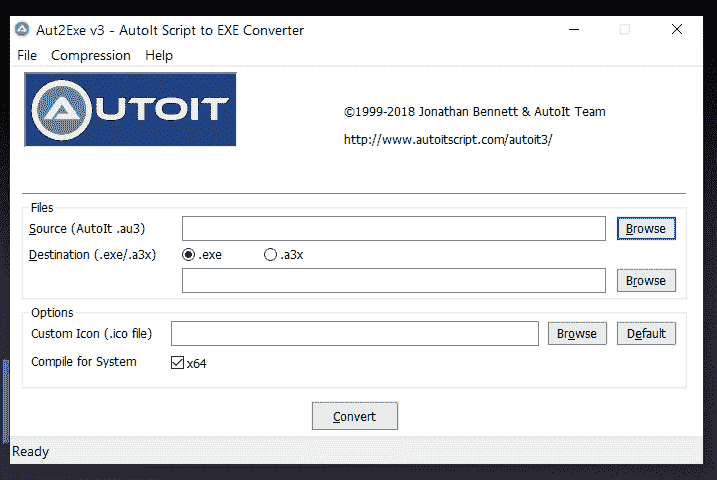 Aut2Exe v3 - AutoIt Script to EXE Converter
File Compression Help
AUTOIT
©1999-2018 Jonathan Bennett & AutoIt Team
http://www.autoitscript.com/autoit3/
Files
Source (AutoIt .au3) Browse
Destination (.exe/.a3x) .exe .a3x
Browse
Options
Custom Icon (.ico file) Browse Default
Compile for System x64
Convert
Ready